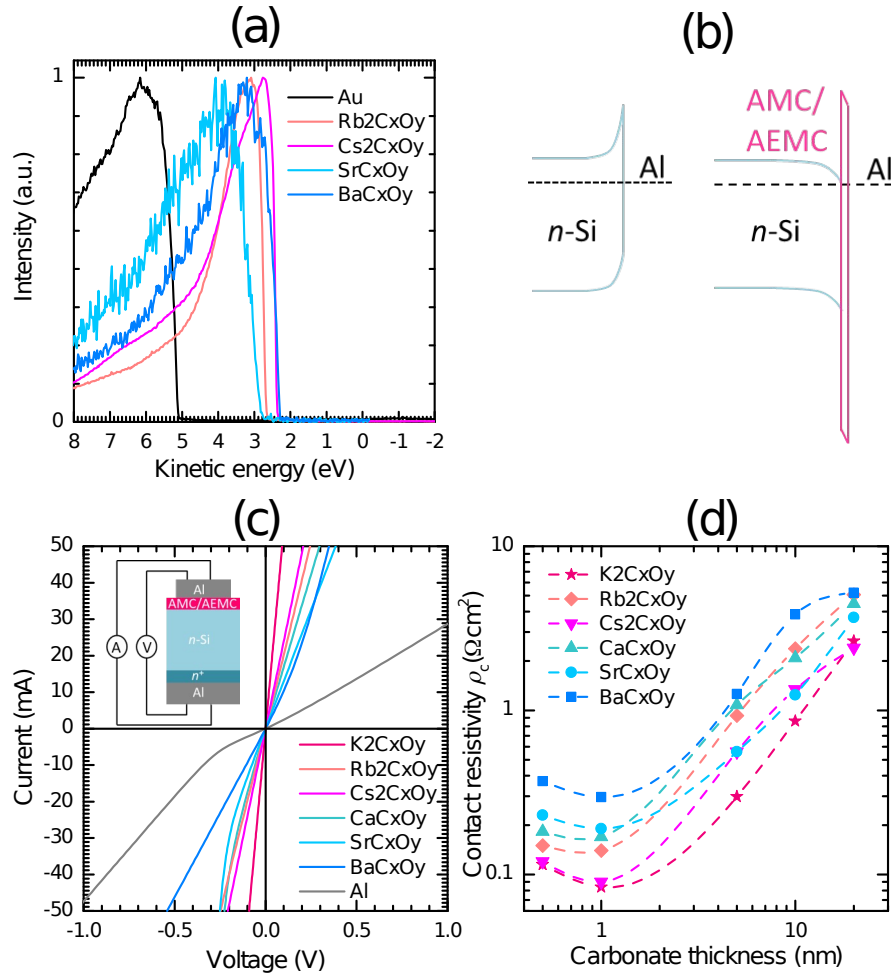 (a)
1
Au
Rb2CxOy
Cs2CxOy
SrCxOy
BaCxOy
Intensity (a.u.)
0
8 7 6 5 4 3 2 1 0 -1 -2
Kinetic energy (eV)
(b)
AMC/
AEMC
Al
Al
n-Si
n-Si
(c)
50
40
30
20
10
0
-10
-20
-30
-40
-50
Current (mA)
Al
AMC/AEMC
A
V
n-Si
n+
Al
K2CxOy
Rb2CxOy
Cs2CxOy
CaCxOy
SrCxOy
BaCxOy
Al
-1.0 -0.5 0.0 0.5 1.0
Voltage (V)
(d)
K2CxOy
Rb2CxOy
Cs2CxOy
CaCxOy
SrCxOy
BaCxOy
Contact resistivity ρc (Ωcm²)
10
1
0.1
1 10
Carbonate thickness (nm)